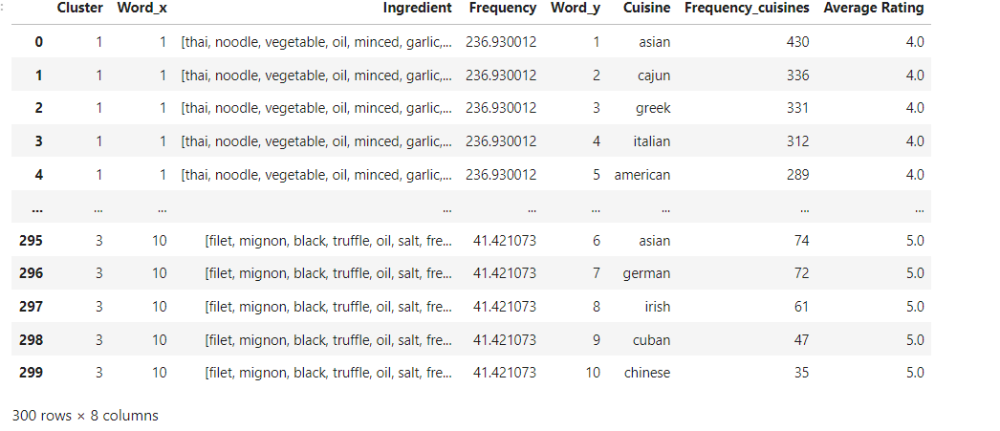 Cluster Word_x Ingredient Frequency Word_y Cuisine Frequency_cuisines Average Rating
0 1 1 [thai, noodle, vegetable, oil, minced, garlic,... 236.930012 1 asian 430 4.0
1 1 1 [thai, noodle, vegetable, oil, minced, garlic,... 236.930012 2 cajun 336 4.0
2 1 1 [thai, noodle, vegetable, oil, minced, garlic,... 236.930012 3 greek 331 4.0
3 1 1 [thai, noodle, vegetable, oil, minced, garlic,... 236.930012 4 italian 312 4.0
4 1 1 [thai, noodle, vegetable, oil, minced, garlic,... 236.930012 5 american 289 4.0
... ... ... ... ... ... ... ... ...
295 3 10 [filet, mignon, black, truffle, oil, salt, fre... 41.421073 6 asian 74 5.0
296 3 10 [filet, mignon, black, truffle, oil, salt, fre... 41.421073 7 german 72 5.0
297 3 10 [filet, mignon, black, truffle, oil, salt, fre... 41.421073 8 irish 61 5.0
298 3 10 [filet, mignon, black, truffle, oil, salt, fre... 41.421073 9 cuban 47 5.0
299 3 10 [filet, mignon, black, truffle, oil, salt, fre... 41.421073 10 chinese 35 5.0
300 rows × 8 columns